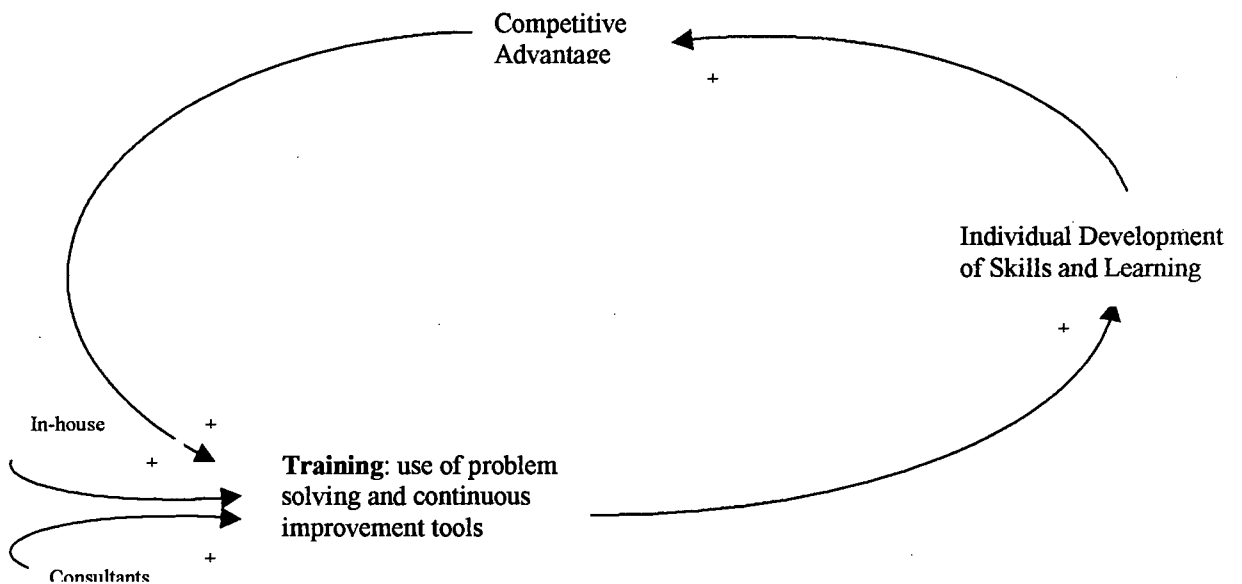 Competitive
Advantage
+
Individual Development
of Skills and Learning
+
In-house
+
+
Training: use of problem
solving and continuous
improvement tools
+
Consultants